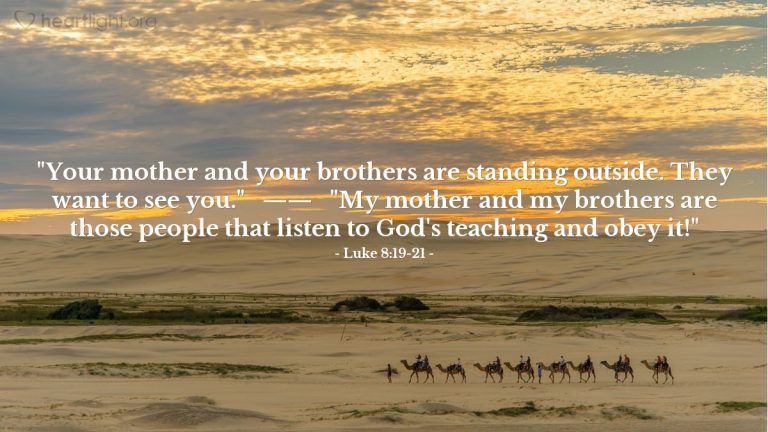 heartlight.org
"Your mother and your brothers are standing outside. They
want to see you." —— "My mother and my brothers are
those people that listen to God's teaching and obey it!"
- Luke 8:19-21 -